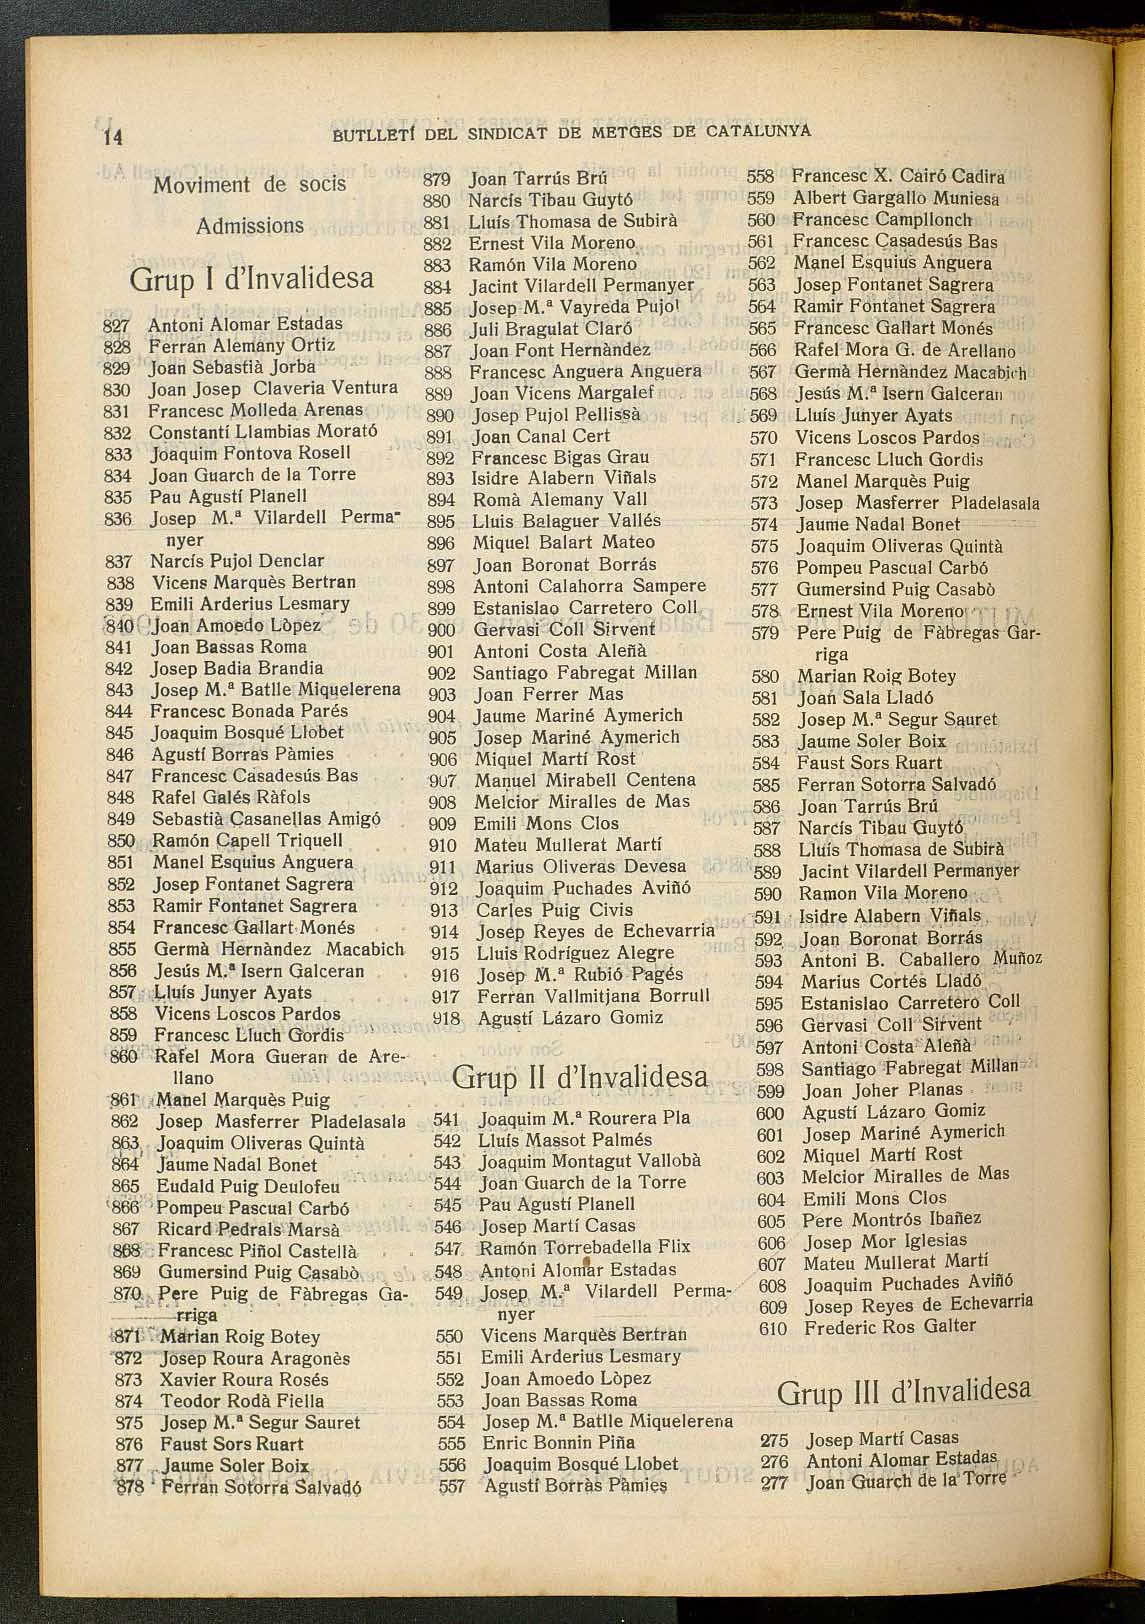 14
BUTLLETÍ DEL SINDICAT DE METGES DE CATALUNYA
Moviment de socis
Admissions
Grup I d'Invalidesa
827 Antoni Alomar Estadas
828 Ferran Alemany Ortiz
829 Joan Sebastià Jorba
830 Joan Josep Claveria Ventura
831 Francesc Molleda Arenas
832 Constantí Llambias Morató
833 Joaquim Fontova Rosell
834 Joan Guarch de la Torre
835 Pau Agustí Planell
836 Josep M.ª Vilardell Perma-
nyer
837 Narcís Pujol Denclar
838 Vicens Marquès Bertran
839 Emili Arderius Lesmary
840 Joan Amoedo Lòpez
841 Joan Bassas Roma
842 Josep Badia Brandia
843 Josep M.ª Batlle Miquelerena
844 Francesc Bonada Parés
845 Joaquim Bosqué Llobet
846 Agustí Borràs Pàmies
847 Francesc Casadesús Bas
848 Rafel Galés Ràfols
849 Sebastià Casanellas Amigó
850 Ramón Capell Triquell
851 Manel Esquius Anguera
852 Josep Fontanet Sagrera
853 Ramir Fontanet Sagrera
854 Francesc Gallart Monés
855 Germà Hernàndez Macabich
856 Jesús M.ª Isern Galceran
857 Lluís Junyer Ayats
858 Vicens Loscos Pardos
859 Francesc Lluch Gordis
860 Rafel Mora Gueran de Are-
llano
861 Manel Marquès Puig
862 Josep Masferrer Pladelasala
863 Joaquim Oliveras Quintà
864 Jaume Nadal Bonet
865 Eudald Puig Deulofeu
866 Pompeu Pascual Carbó
867 Ricard Pedrals Marsà
868 Francesc Piñol Castellà
869 Gumersind Puig Casabò
870 Pere Puig de Fàbregas Ga-
rriga
871 Marian Roig Botey
872 Josep Roura Aragonès
873 Xavier Roura Rosés
874 Teodor Rodà Fiella
875 Josep M.ª Segur Sauret
876 Faust Sors Ruart
877 Jaume Soler Boix
878 Ferran Sotorra Salvadó
879 Joan Tarrús Brú
880 Narcís Tibau Guytó
881 Lluís Thomasa de Subirà
882 Ernest Vila Moreno
883 Ramón Vila Moreno
884 Jacint Vilardell Permanyer
885 Josep M.ª Vayreda Pujol
886 Juli Bragulat Claró
887 Joan Font Hernàndez
888 Francesc Anguera Anguera
889 Joan Vicens Margalef
890 Josep Pujol Pellissà
891 Joan Canal Cert
892 Francesc Bigas Grau
893 Isidre Alabern Viñals
894 Romà Alemany Vall
895 Lluis Balaguer Vallés
896 Miquel Balart Mateo
897 Joan Boronat Borrás
898 Antoni Calahorra Sampere
899 Estanislao Carretero Coll
900 Gervasi Coll Sirvent
901 Antoni Costa Aleñà
902 Santiago Fabregat Millan
903 Joan Ferrer Mas
904 Jaume Mariné Aymerich
905 Josep Mariné Aymerich
906 Miquel Martí Rost
907 Manuel Mirabell Centena
908 Melcior Miralles de Mas
909 Emili Mons Clos
910 Mateu Mullerat Martí
911 Marius Oliveras Devesa
912 Joaquim Puchades Aviñó
913 Carles Puig Civis
914 Josep Reyes de Echevarria
915 Lluis Rodríguez Alegre
916 Josep M.ª Rubió Pagés
917 Ferran Vallmitjana Borrull
918 Agustí Lázaro Gomiz
Grup II d'Invalidesa
541 Joaquim M.ª Rourera Pla
542 Lluís Massot Palmés
543 Joaquim Montagut Vallobà
544 Joan Guarch de la Torre
545 Pau Agustí Planell
546 Josep Martí Casas
547 Ramón Torrebadella Flix
548 Antoni Alomar Estadas
549 Josep M.ª Vilardell Perma-
nyer
550 Vicens Marquès Bertran
551 Emili Arderius Lesmary
552 Joan Amoedo Lòpez
553 Joan Bassas Roma
554 Josep M.ª Batlle Miquelerena
555 Enric Bonnin Piña
556 Joaquim Bosqué Llobet
557 Agustí Borràs Pàmies
558 Francesc X. Cairó Cadira
559 Albert Gargallo Muniesa
560 Francesc Campllonch
561 Francesc Casadesús Bas
562 Manel Esquius Anguera
563 Josep Fontanet Sagrera
564 Ramir Fontanet Sagrera
565 Francesc Gallart Monés
566 Rafel Mora G. de Arellano
567 Germà Hernàndez Macabich
568 Jesús M.ª Isern Galceran
569 Lluís Junyer Ayats
570 Vicens Loscos Pardos
571 Francesc Lluch Gordis
572 Manel Marquès Puig
573 Josep Masferrer Pladelasala
574 Jaume Nadal Bonet
575 Joaquim Oliveras Quintà
576 Pompeu Pascual Carbó
577 Gumersind Puig Casabò
578 Ernest Vila Moreno
579 Pere Puig de Fàbregas Gar-
riga
580 Marian Roig Botey
581 Joan Sala Lladó
582 Josep M.ª Segur Sauret
583 Jaume Soler Boix
584 Faust Sors Ruart
585 Ferran Sotorra Salvadó
586 Joan Tarrús Brú
587 Narcís Tibau Guytó
588 Lluís Thomasa de Subirà
589 Jacint Vilardell Permanyer
590 Ramon Vila Moreno
591 Isidre Alabern Viñals
592 Joan Boronat Borrás
593 Antoni B. Caballero Muñoz
594 Marius Cortés Lladó
595 Estanislao Carretero Coll
596 Gervasi Coll Sirvent
597 Antoni Costa Aleñà
598 Santiago Fabregat Millan
599 Joan Joher Planas
600 Agustí Lázaro Gomiz
601 Josep Mariné Aymerich
602 Miquel Martí Rost
603 Melcior Miralles de Mas
604 Emili Mons Clos
605 Pere Montrós Ibañez
606 Josep Mor Iglesias
607 Mateu Mullerat Martí
608 Joaquim Puchades Aviñó
609 Josep Reyes de Echevarria
610 Frederic Ros Galter
Grup III d'Invalidesa
275 Josep Martí Casas
276 Antoni Alomar Estadas
277 Joan Guarch de la Torre